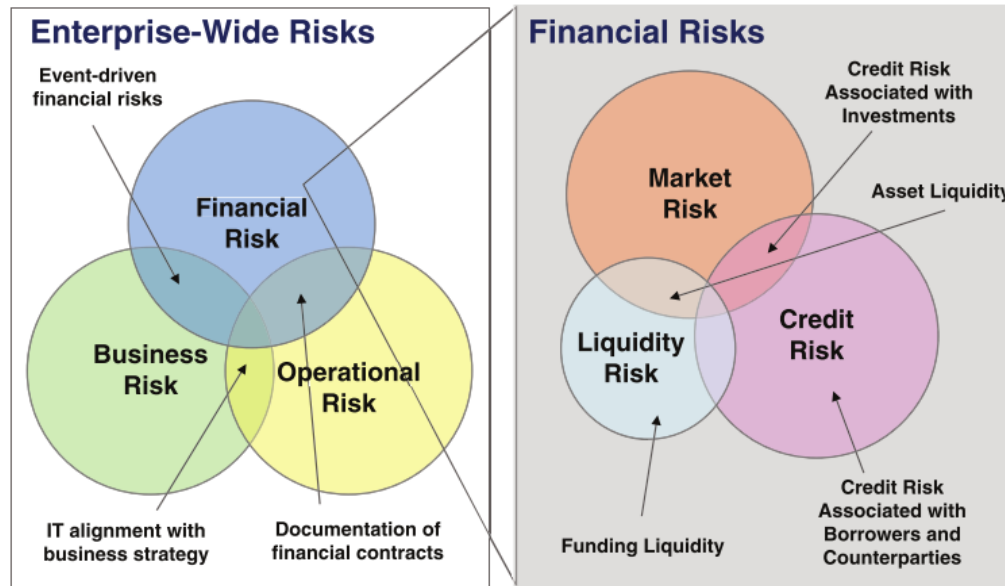 Enterprise-Wide Risks
Event-driven
financial risks
Financial
Risk
Business
Risk
Operational
Risk
IT alignment with
business strategy
Documentation of
financial contracts
Financial Risks
Credit Risk
Associated with
Investments
Market
Risk
Asset Liquidity
Liquidity
Risk
Credit
Risk
Funding Liquidity
Credit Risk
Associated with
Borrowers and
Counterparties